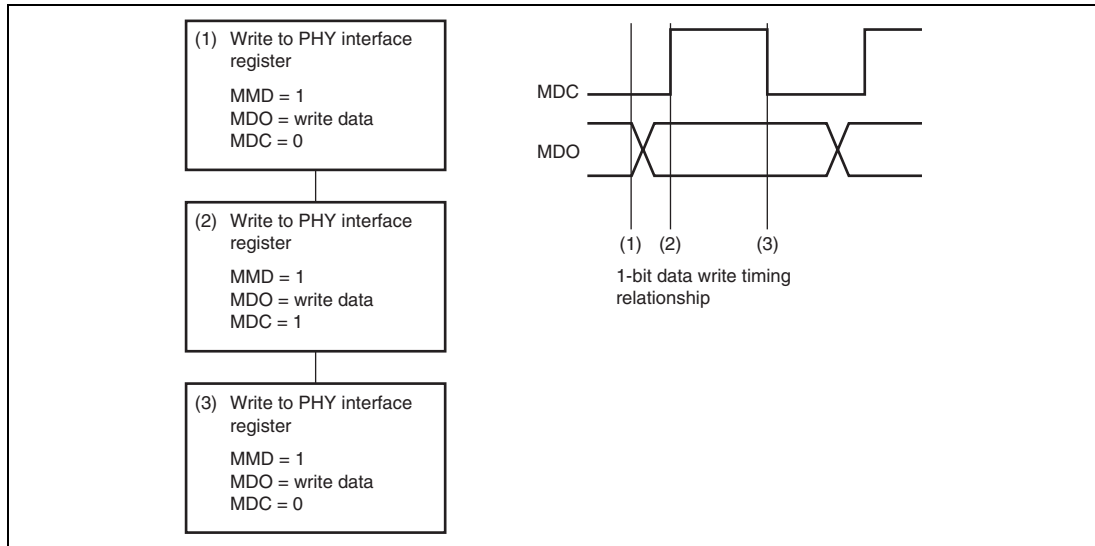 (1) Write to PHY interface
register
MMD = 1
MDO = write data
MDC = 0
(2) Write to PHY interface
register
MMD = 1
MDO = write data
MDC = 1
(3) Write to PHY interface
register
MMD = 1
MDO = write data
MDC = 0
MDC
MDO
(1) (2) (3)
1-bit data write timing
relationship